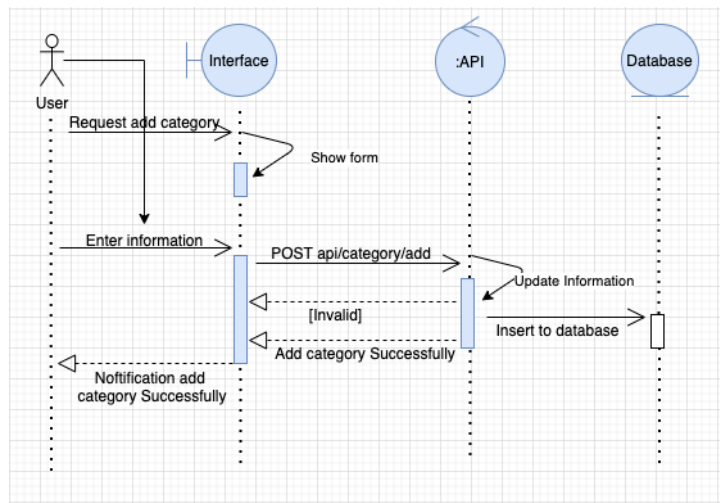 Interface
:API
Database
User
Request add category
Show form
Enter information
POST api/category/add
Update Information
[Invalid]
Insert to database
Add category Successfully
Noftification add
category Successfully